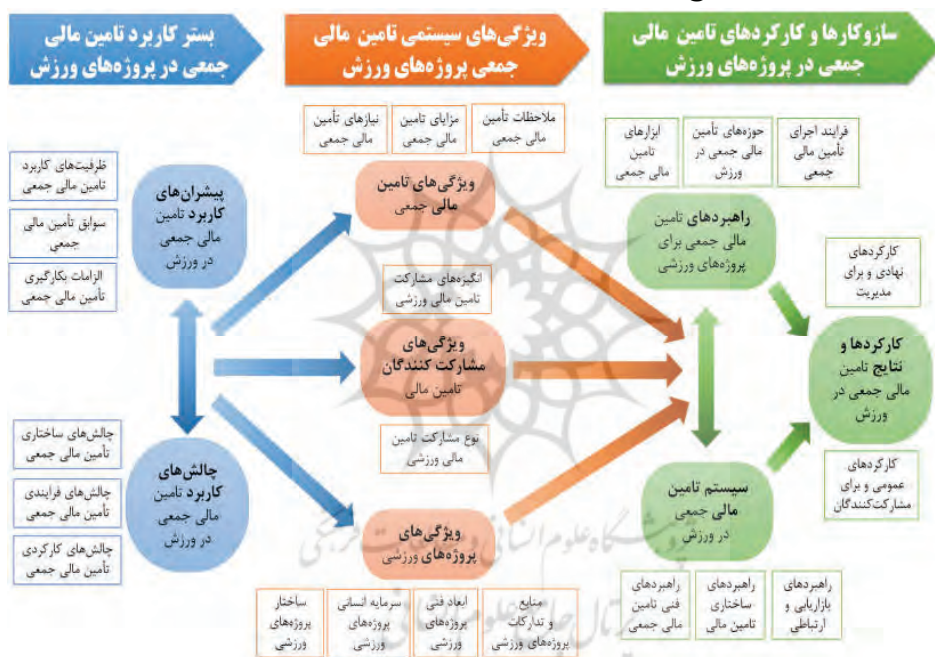 بستر کاربرد تامین مالی
جمعی در پروژه‌های ورزش
ویژگی‌های سیستمی تامین مالی
جمعی پروژه‌های ورزش
سازوکارها و کارکردهای تامین مالی
جمعی در پروژه‌های ورزش
ظرفیت‌های کاربرد
تامین مالی جمعی
سوابق تأمین مالی
جمعی
الزامات بکارگیری
تأمین مالی جمعی
پیشران‌های
کاربرد تامین
مالی جمعی
در ورزش
چالش‌های
کاربرد تامین
مالی جمعی
در ورزش
چالش‌های ساختاری
تأمین مالی جمعی
چالش‌های فرایندی
تأمین مالی جمعی
چالش‌های کارکردی
تأمین مالی جمعی
نیازهای تأمین
مالی جمعی
مزایای تامین
مالی جمعی
ملاحظات تأمین
مالی جمعی
ویژگی‌های تامین
مالی جمعی
انگیزه‌های مشارکت
تامین مالی ورزشی
ویژگی‌های
مشارکت کنندگان
تامین مالی
نوع مشارکت تامین
مالی ورزشی
ویژگی‌های
پروژه‌های ورزشی
ساختار
پروژه‌های
ورزشی
سرمایه انسانی
پروژه‌های
ورزشی
ابعاد فنی
پروژه‌های
ورزشی
منابع
و تدارکات
پروژه‌های ورزشی
ابزارهای
تامین
مالی جمعی
حوزه‌های تأمین
مالی جمعی در
ورزش
فرایند اجرای
تأمین مالی
جمعی
راهبردهای تامین
مالی جمعی برای
پروژه‌های ورزشی
سیستم تامین
مالی جمعی
در ورزش
راهبردهای
فنی تامین
مالی جمعی
راهبردهای
ساختاری
تامین مالی
راهبردهای
بازاریابی و
ارتباطی
کارکردهای
نهادی و برای
مدیریت
کارکردها و
نتایج تامین
مالی جمعی در
ورزش
کارکردهای
عمومی و برای
مشارکت‌کنندگان
پژوهشگاه علوم انسانی و مطالعات فرهنگی
پرتال جامع علوم انسانی